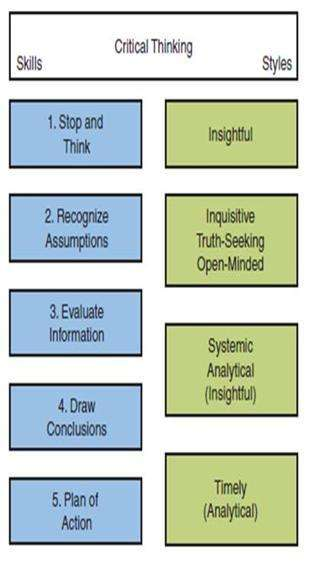 Critical Thinking
Skills
Styles
1. Stop and
Think
Insightful
2. Recognize
Assumptions
Inquisitive
Truth-Seeking
Open-Minded
3. Evaluate
Information
Systemic
Analytical
(Insightful)
4. Draw
Conclusions
5. Plan of
Action
Timely
(Analytical)